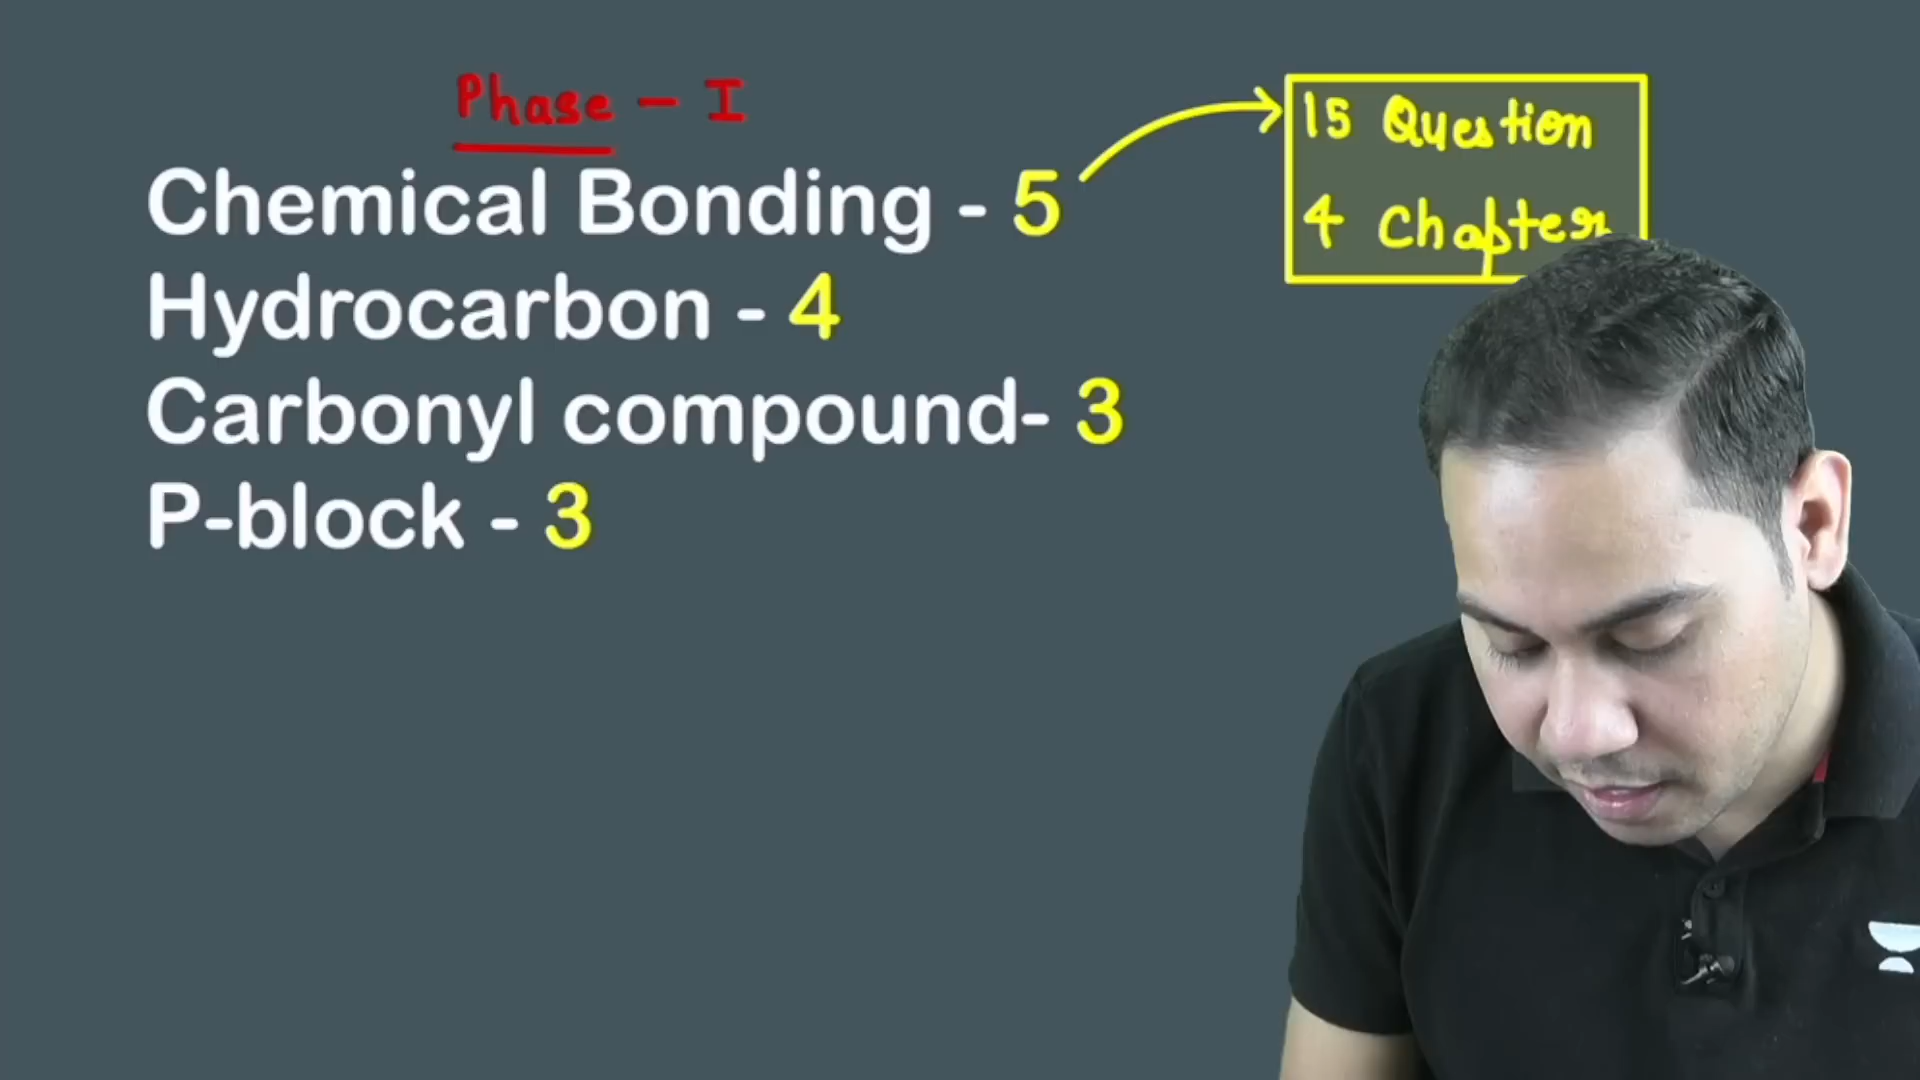 Phase - I
Chemical Bonding - 5
Hydrocarbon - 4
Carbonyl compound- 3
P-block - 3
15 Question
4 Chapter